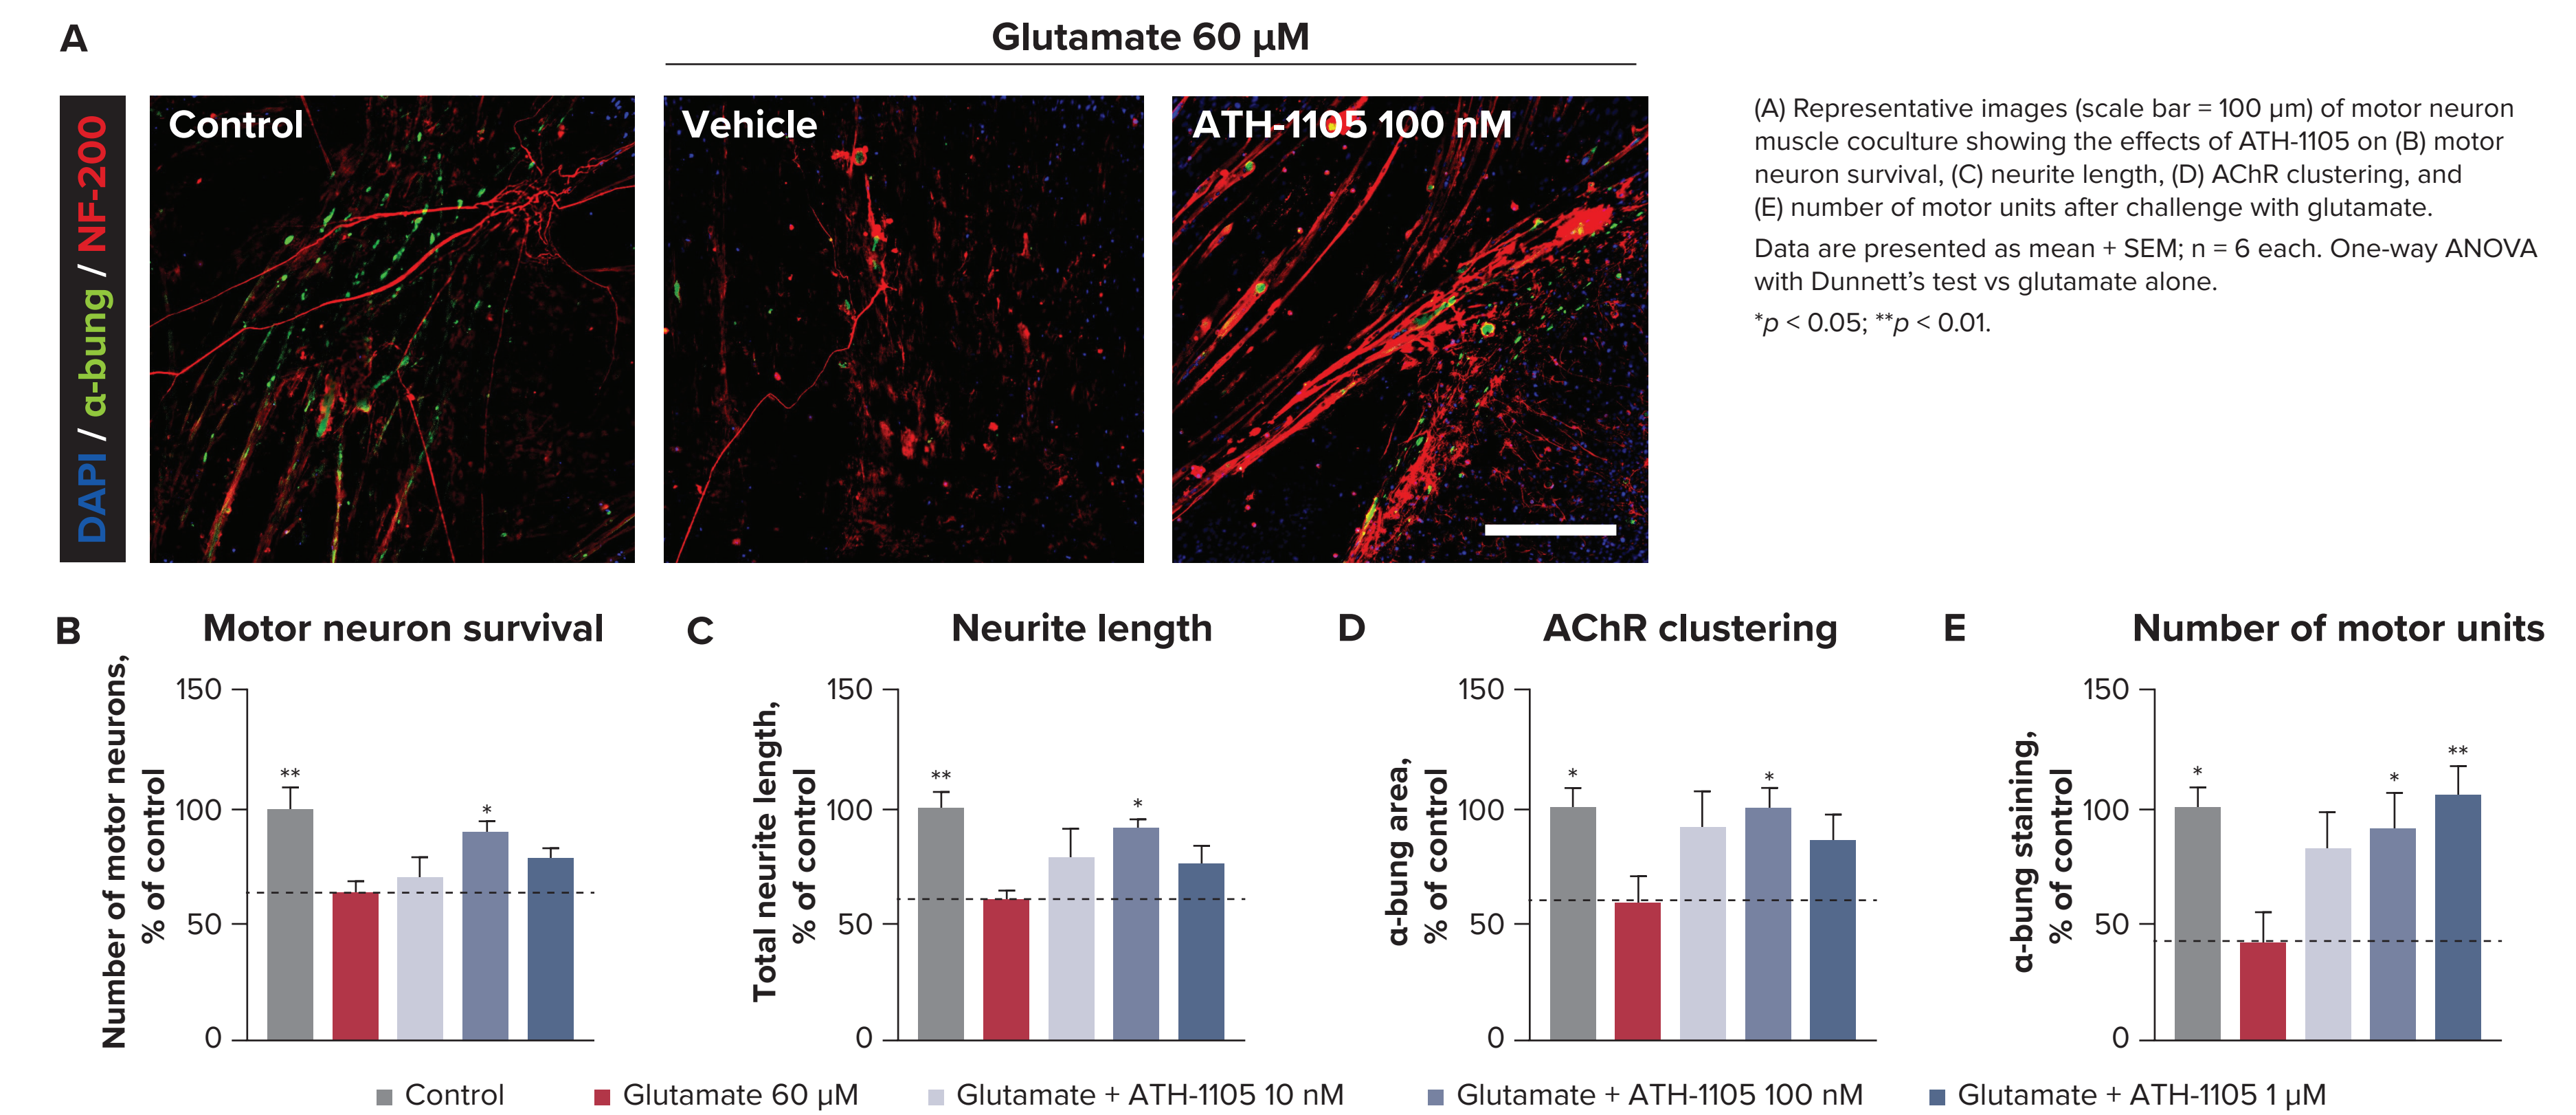 A
Glutamate 60 μM
DAPI / α-bung / NF-200
Control
Vehicle
ATH-1105 100 nM
(A) Representative images (scale bar = 100 μm) of motor neuron
muscle coculture showing the effects of ATH-1105 on (B) motor
neuron survival, (C) neurite length, (D) AChR clustering, and
(E) number of motor units after challenge with glutamate.
Data are presented as mean + SEM; n = 6 each. One-way ANOVA
with Dunnett’s test vs glutamate alone.
*p < 0.05; **p < 0.01.
B
Motor neuron survival
Number of motor neurons,
% of control
150
100
50
0
**
*
C
Neurite length
Total neurite length,
% of control
150
100
50
0
**
*
D
AChR clustering
α-bung area,
% of control
150
100
50
0
*
*
E
Number of motor units
α-bung staining,
% of control
150
100
50
0
*
*
**
Control
Glutamate 60 μM
Glutamate + ATH-1105 10 nM
Glutamate + ATH-1105 100 nM
Glutamate + ATH-1105 1 μM